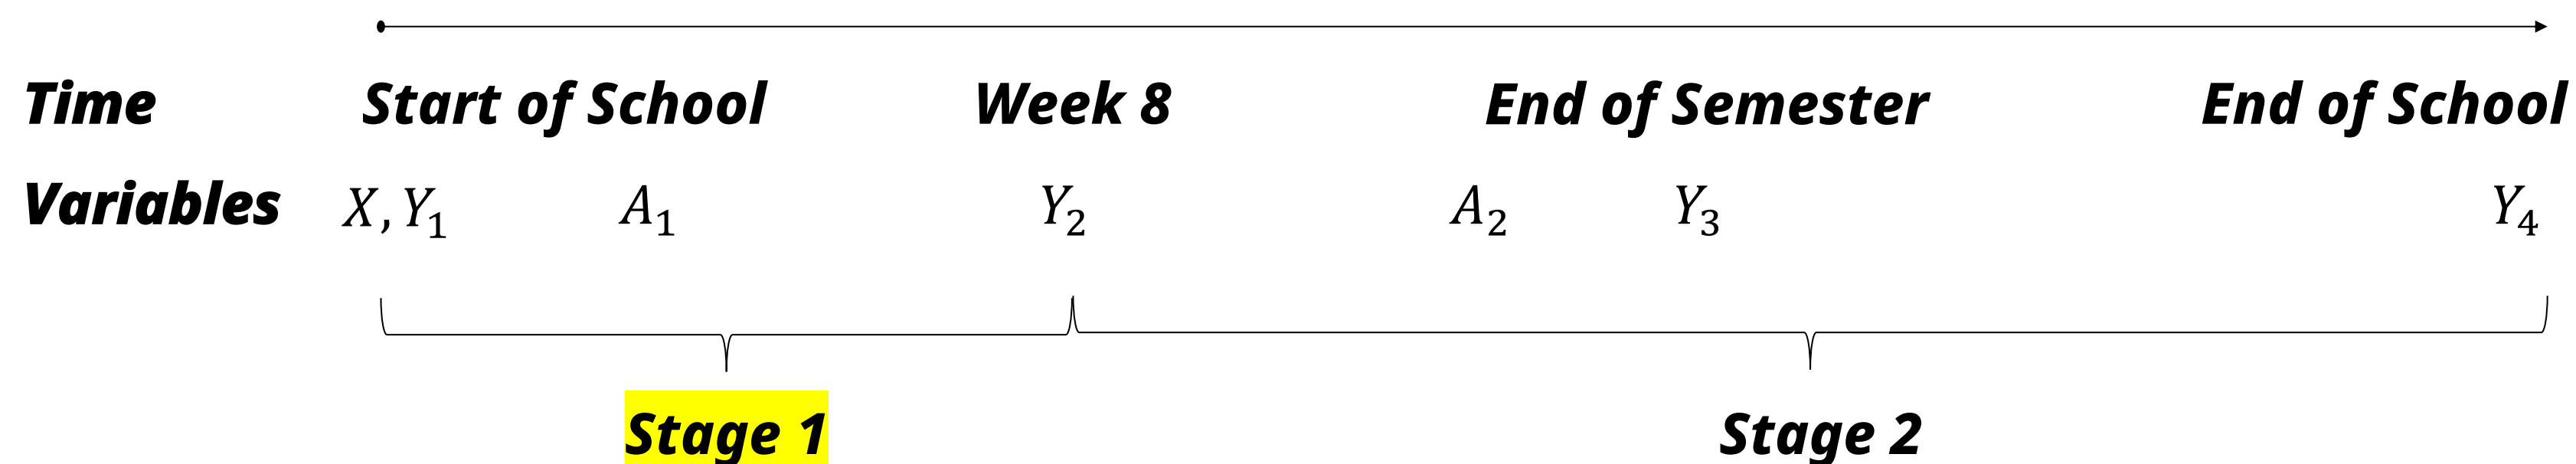 Time Start of School Week 8 End of Semester End of School
Variables X, Y₁ A₁ Y₂ A₂ Y₃ Y₄
Stage 1 Stage 2